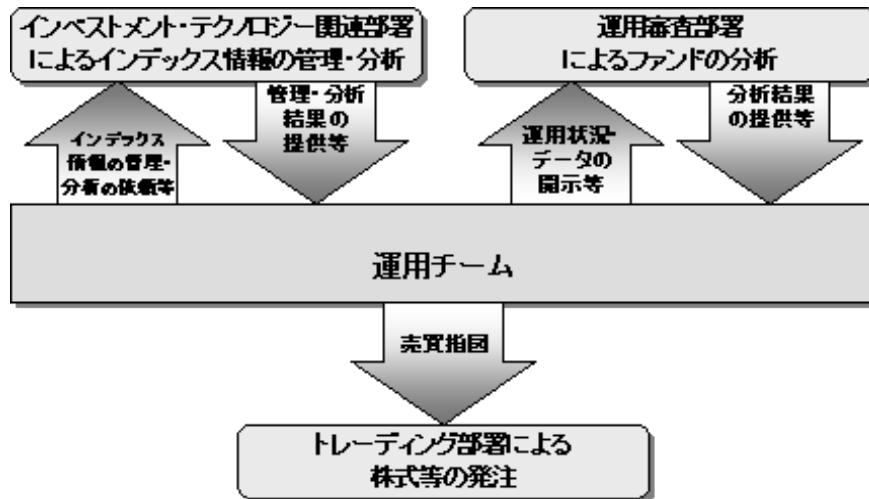 インベストメント・テクノロジー関連部署
によるインデックス情報の管理・分析
運用審査部署
によるファンドの分析
インデックス
情報の管理・
分析の依頼等
管理・分析
結果の
提供等
運用状況・
データの
開示等
分析結果
の提供等
運用チーム
売買指図
トレーディング部署による
株式等の発注